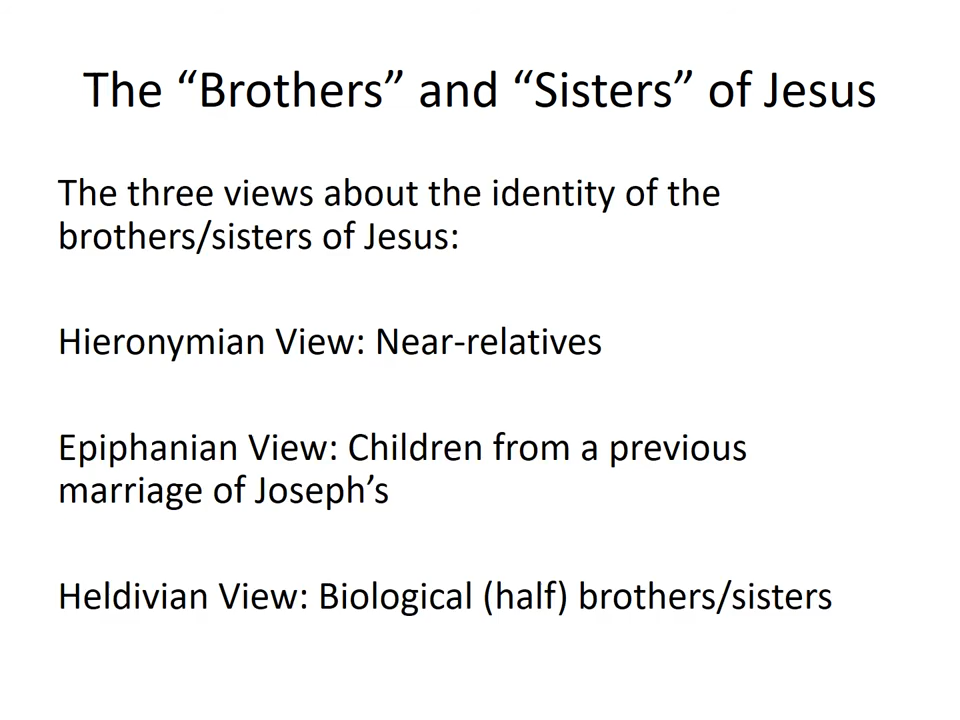 The “Brothers” and “Sisters” of Jesus
The three views about the identity of the
brothers/sisters of Jesus:
Hieronymian View: Near-relatives
Epiphanian View: Children from a previous
marriage of Joseph’s
Heldivian View: Biological (half) brothers/sisters